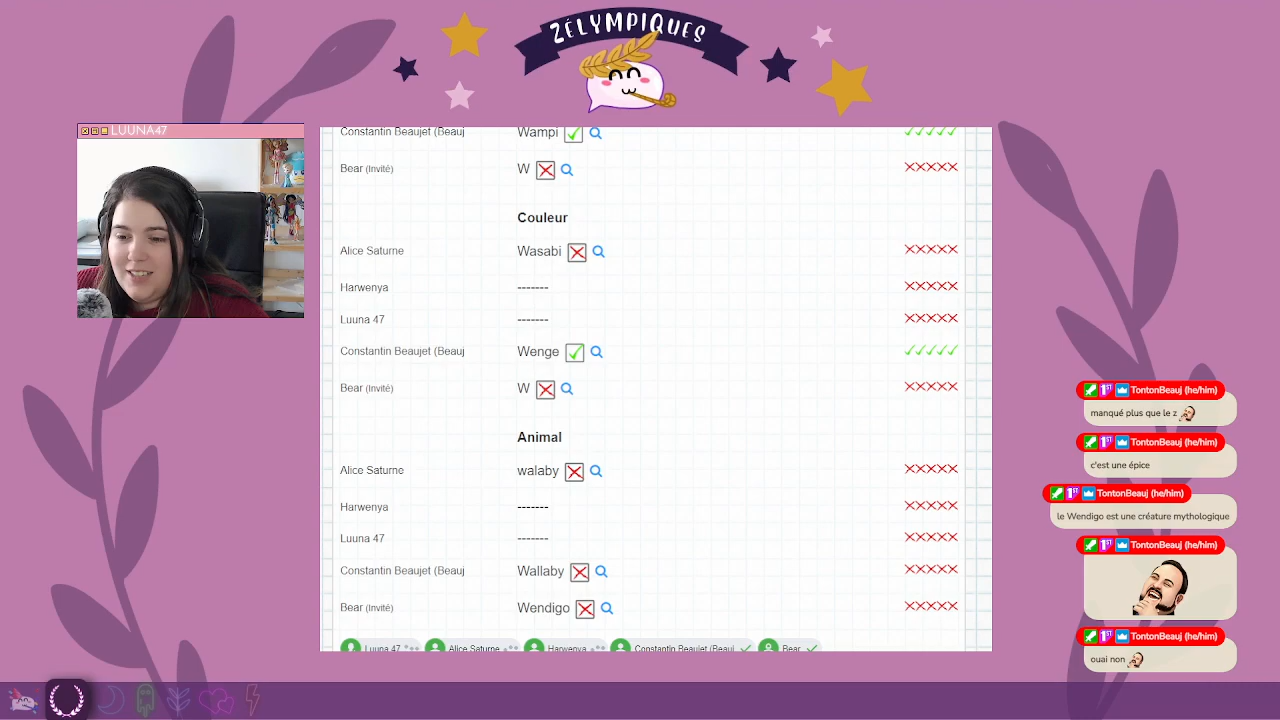 ZÉLYMPIQUES
LUUNA47
Constantin Beaujet (Beauj Wampi
Bear (Invité) W
Couleur
Alice Saturne Wasabi
Harwenya -------
Luuna 47 -------
Constantin Beaujet (Beauj Wenge
Bear (Invité) W
Animal
Alice Saturne walaby
Harwenya -------
Luuna 47 -------
Constantin Beaujet (Beauj Wallaby
Bear (Invité) Wendigo
Luuna 47 Alice Saturne Harwenya Constantin Beaujet (Beauj Bear
TontonBeauj (he/him)
manqué plus que le z
TontonBeauj (he/him)
c'est une épice
TontonBeauj (he/him)
le Wendigo est une créature mythologique
TontonBeauj (he/him)
TontonBeauj (he/him)
ouai non